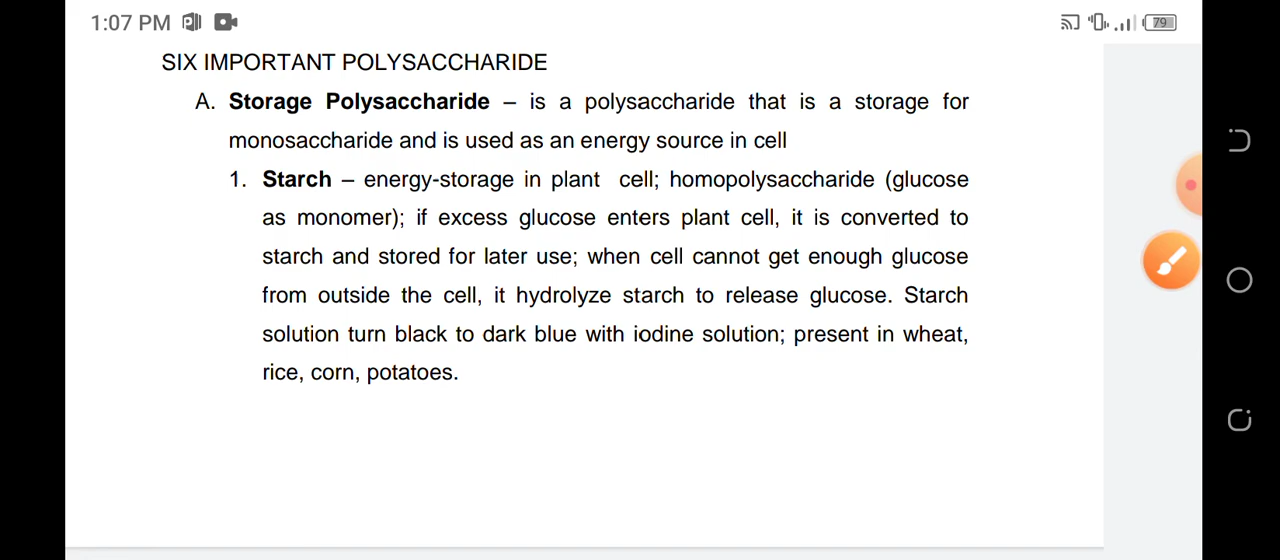 1:07 PM
79
SIX IMPORTANT POLYSACCHARIDE
A. Storage Polysaccharide – is a polysaccharide that is a storage for
monosaccharide and is used as an energy source in cell
1. Starch – energy-storage in plant cell; homopolysaccharide (glucose
as monomer); if excess glucose enters plant cell, it is converted to
starch and stored for later use; when cell cannot get enough glucose
from outside the cell, it hydrolyze starch to release glucose. Starch
solution turn black to dark blue with iodine solution; present in wheat,
rice, corn, potatoes.